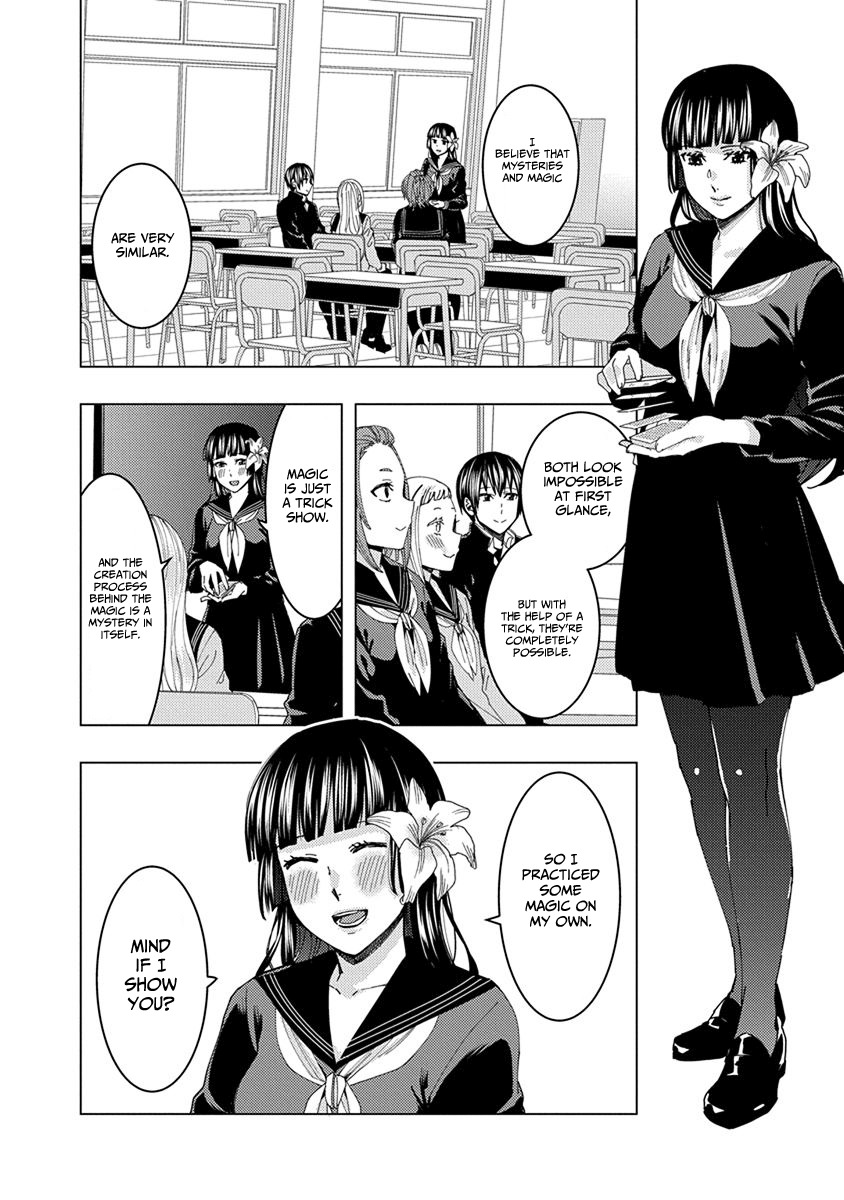 I
BELIEVE THAT
MYSTERIES
AND MAGIC
ARE VERY
SIMILAR.
BOTH LOOK
IMPOSSIBLE
AT FIRST
GLANCE,
BUT WITH
THE HELP OF A
TRICK, THEY'RE
COMPLETELY
POSSIBLE.
MAGIC
IS JUST
A TRICK
SHOW.
AND THE
CREATION
PROCESS
BEHIND THE
MAGIC IS A
MYSTERY IN
ITSELF.
SO I
PRACTICED
SOME
MAGIC ON
MY OWN.
MIND
IF I
SHOW
YOU?